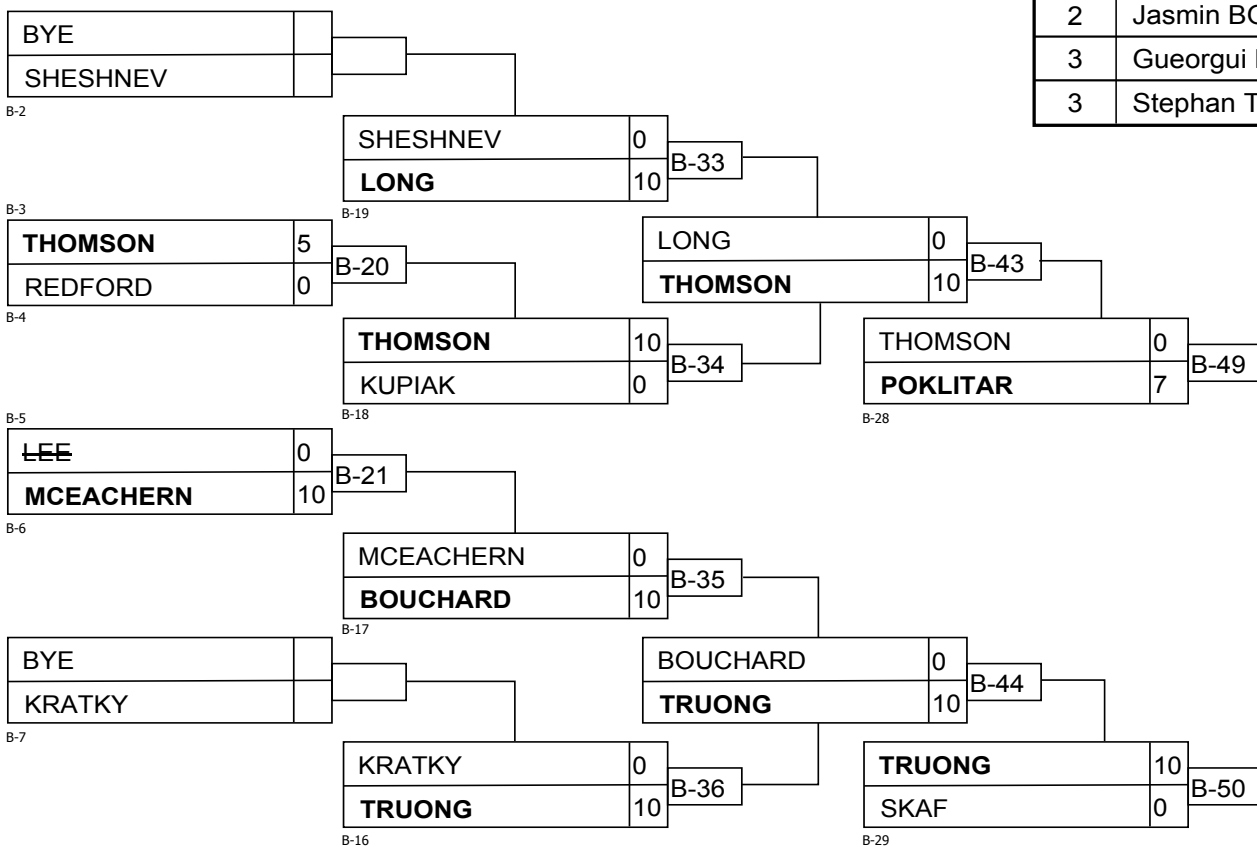 2 Jasmin
3 Gueorgui
3 Stephan
BYE
SHESHNEV
B-2
SHESHNEV 0
LONG 10
B-33
B-19
B-3
THOMSON 5
REDFORD 0
B-20
B-4
LONG 0
THOMSON 10
B-43
THOMSON 10
KUPIAK 0
B-34
B-18
THOMSON 0
POKLITAR 7
B-49
B-28
B-5
LEE 0
MCEACHERN 10
B-21
B-6
MCEACHERN 0
BOUCHARD 10
B-35
B-17
BYE
KRATKY
B-7
BOUCHARD 0
TRUONG 10
B-44
KRATKY 0
TRUONG 10
B-36
B-16
TRUONG 10
SKAF 0
B-50
B-29